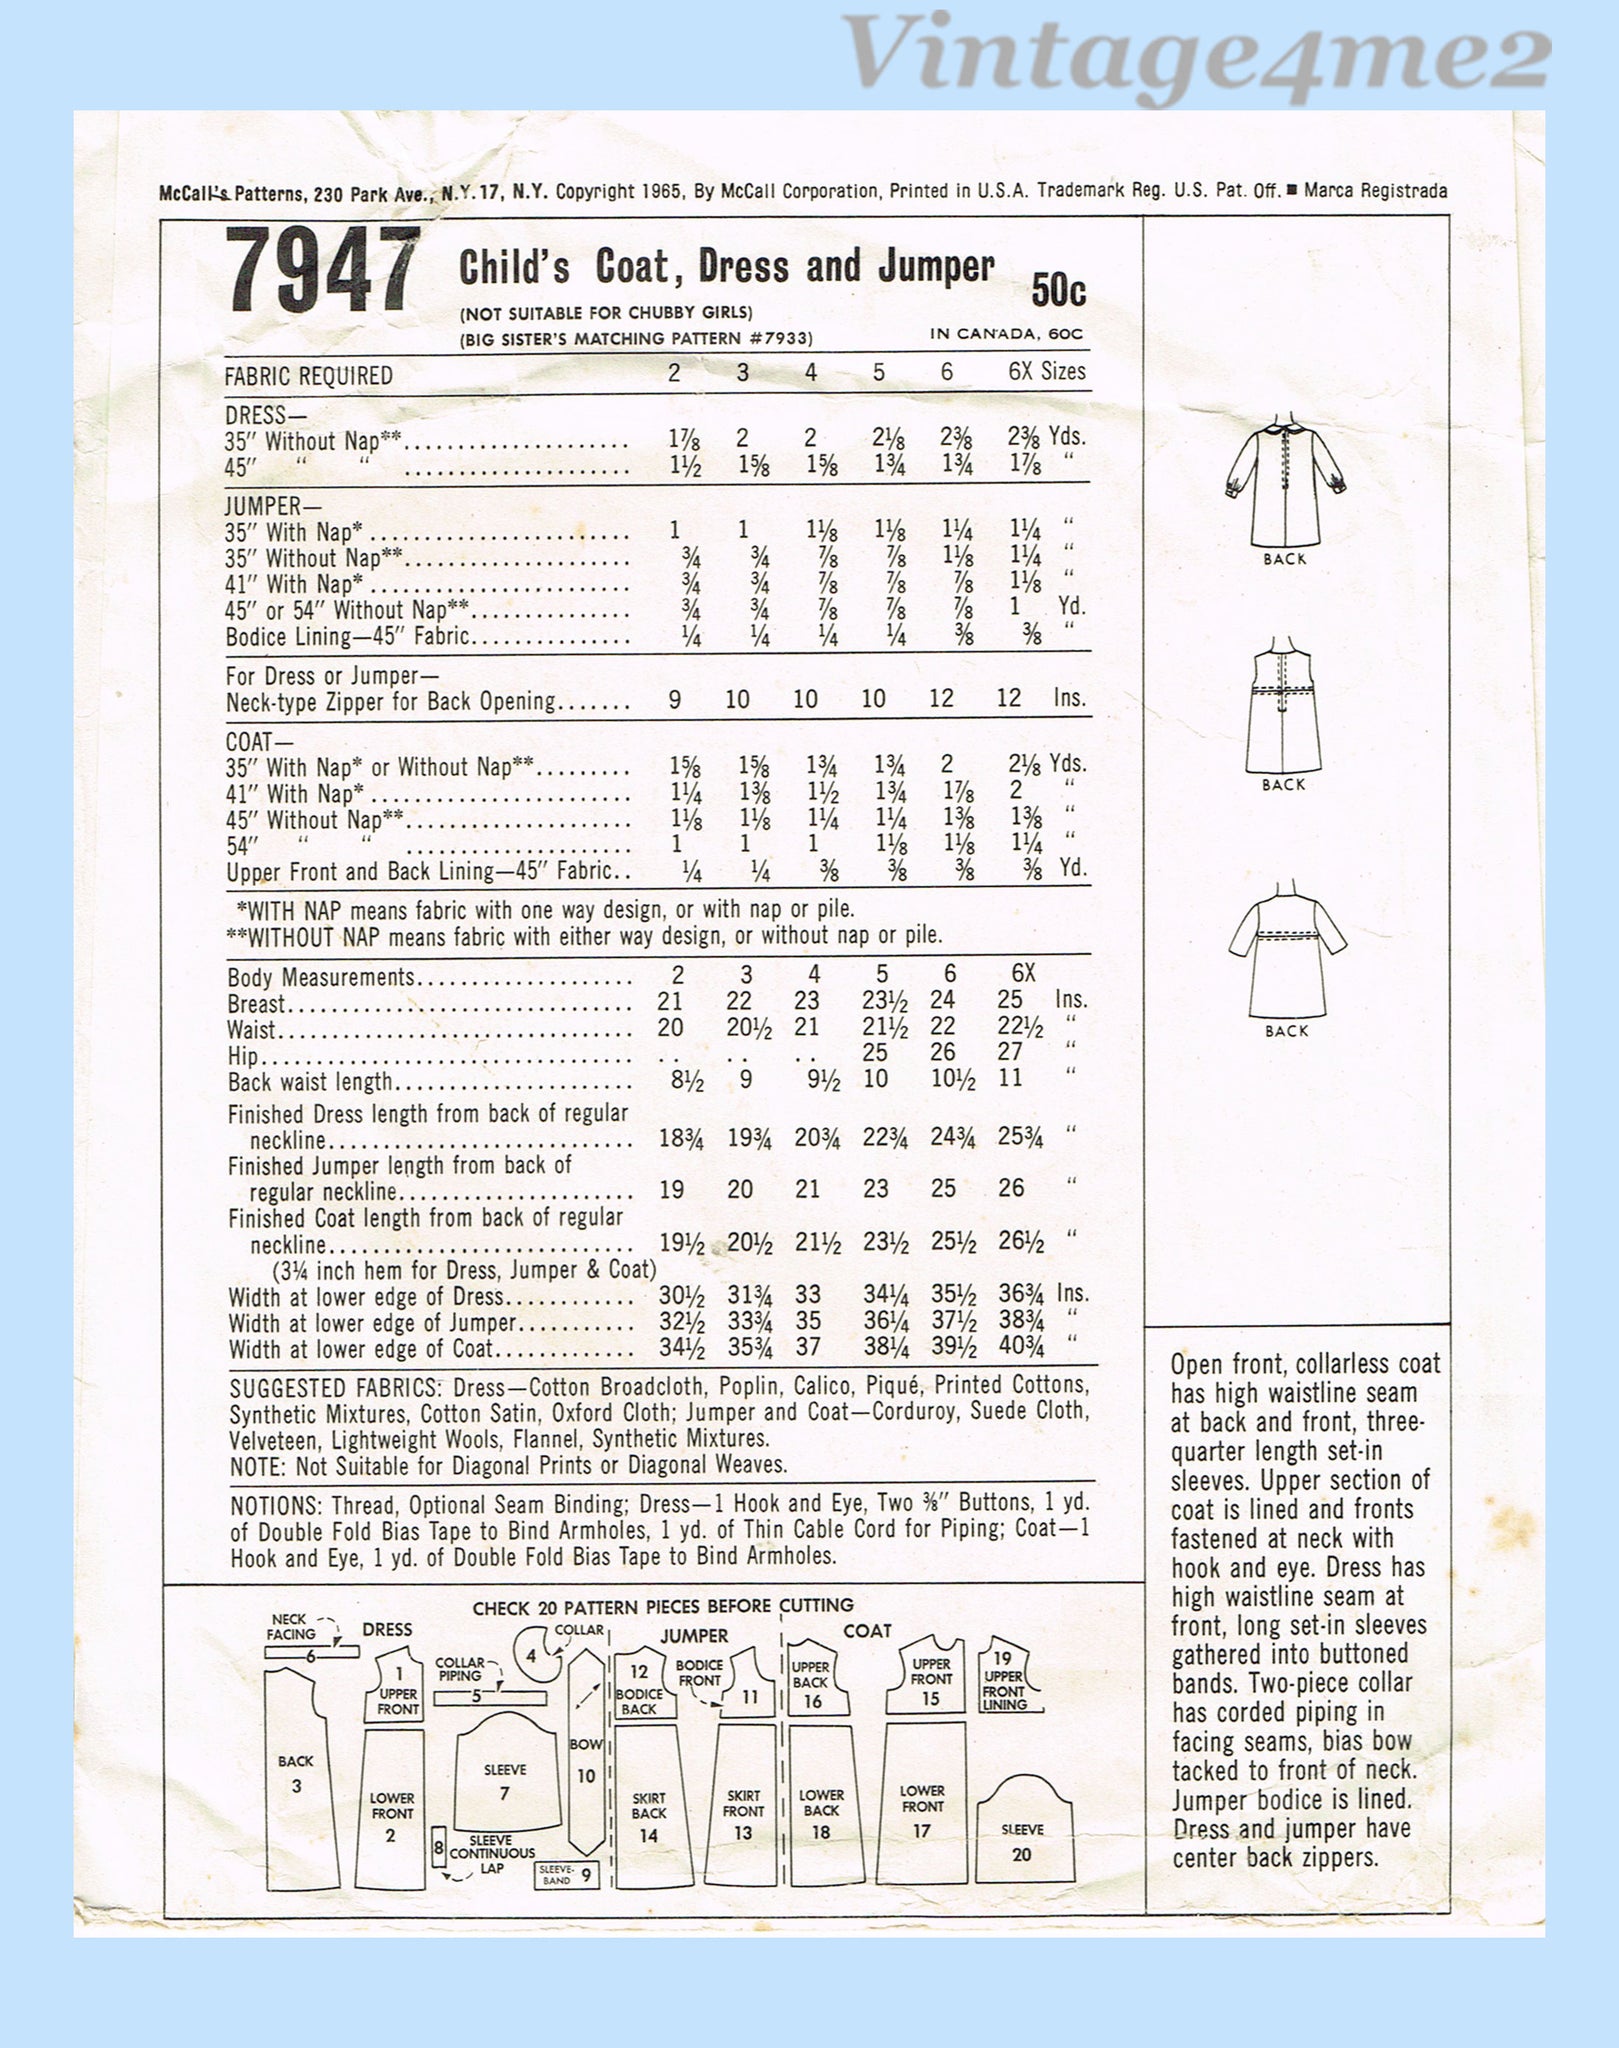 Vintage4me2
McCall's Patterns, 230 Park Ave., N.Y. 17, N.Y. Copyright 1965, By McCall Corporation, Printed in U.S.A. Trademark Reg. U.S. Pat. Off. ■ Marca Registrada
7947 Child's Coat, Dress and Jumper 50c
(NOT SUITABLE FOR CHUBBY GIRLS)
(BIG SISTER'S MATCHING PATTERN #7933) IN CANADA, 60C
FABRIC REQUIRED 2 3 4 5 6 6X Sizes
DRESS—
35" Without Nap**..................... 1⅞ 2 2 2⅛ 2⅜ 2⅜ Yds.
45" " " ..................... 1½ 1⅝ 1⅝ 1¾ 1¾ 1⅞ "
JUMPER—
35" With Nap*........................ 1 1 1⅛ 1⅛ 1¼ 1¼ "
35" Without Nap**..................... ¾ ¾ ⅞ ⅞ 1⅛ 1¼ "
41" With Nap*........................ ¾ ¾ ⅞ ⅞ ⅞ 1⅛ "
45" or 54" Without Nap**............... ¾ ¾ ⅞ ⅞ ⅞ 1 Yd.
Bodice Lining—45" Fabric............... ¼ ¼ ¼ ¼ ⅜ ⅜ "
For Dress or Jumper—
Neck-type Zipper for Back Opening....... 9 10 10 10 12 12 Ins.
COAT—
35" With Nap* or Without Nap**......... 1⅝ 1⅝ 1¾ 1¾ 2 2⅛ Yds.
41" With Nap*........................ 1¼ 1⅜ 1½ 1¾ 1⅞ 2 "
45" Without Nap**..................... 1⅛ 1⅛ 1¼ 1¼ 1⅜ 1⅜ "
54" " " ..................... 1 1 1 1⅛ 1⅛ 1¼ "
Upper Front and Back Lining—45" Fabric.. ¼ ¼ ⅜ ⅜ ⅜ ⅜ Yd.
*WITH NAP means fabric with one way design, or with nap or pile.
**WITHOUT NAP means fabric with either way design, or without nap or pile.
Body Measurements.................... 2 3 4 5 6 6X
Breast................................ 21 22 23 23½ 24 25 Ins.
Waist................................. 20 20½ 21 21½ 22 22½ "
Hip................................... .. .. .. 25 26 27 "
Back waist length...................... 8½ 9 9½ 10 10½ 11 "
Finished Dress length from back of regular
neckline............................. 18¾ 19¾ 20¾ 22¾ 24¾ 25¾ "
Finished Jumper length from back of
regular neckline...................... 19 20 21 23 25 26 "
Finished Coat length from back of regular
neckline............................. 19½ 20½ 21½ 23½ 25½ 26½ "
(3¼ inch hem for Dress, Jumper & Coat)
Width at lower edge of Dress............ 30½ 31¾ 33 34¼ 35½ 36¾ Ins.
Width at lower edge of Jumper........... 32½ 33¾ 35 36¼ 37½ 38¾ "
Width at lower edge of Coat............. 34½ 35¾ 37 38¼ 39½ 40¾ "
SUGGESTED FABRICS: Dress—Cotton Broadcloth, Poplin, Calico, Piqué, Printed Cottons,
Synthetic Mixtures, Cotton Satin, Oxford Cloth; Jumper and Coat—Corduroy, Suede Cloth,
Velveteen, Lightweight Wools, Flannel, Synthetic Mixtures.
NOTE: Not Suitable for Diagonal Prints or Diagonal Weaves.
NOTIONS: Thread, Optional Seam Binding; Dress—1 Hook and Eye, Two ⅜" Buttons, 1 yd.
of Double Fold Bias Tape to Bind Armholes, 1 yd. of Thin Cable Cord for Piping; Coat—1
Hook and Eye, 1 yd. of Double Fold Bias Tape to Bind Armholes.
BACK
BACK
BACK
Open front, collarless coat
has high waistline seam
at back and front, three-
quarter length set-in
sleeves. Upper section of
coat is lined and fronts
fastened at neck with
hook and eye. Dress has
high waistline seam at
front, long set-in sleeves
gathered into buttoned
bands. Two-piece collar
has corded piping in
facing seams, bias bow
tacked to front of neck.
Jumper bodice is lined.
Dress and jumper have
center back zippers.
CHECK 20 PATTERN PIECES BEFORE CUTTING
DRESS
NECK
FACING
6
BACK
3
1
UPPER
FRONT
LOWER
FRONT
2
COLLAR
4
COLLAR
PIPING
5
SLEEVE
7
8
SLEEVE
CONTINUOUS
LAP
SLEEVE-
BAND 9
BOW
10
JUMPER
12
BODICE
BACK
BODICE
FRONT
11
SKIRT
BACK
14
SKIRT
FRONT
13
COAT
UPPER
BACK
16
UPPER
FRONT
15
19
UPPER
FRONT
LINING
LOWER
BACK
18
LOWER
FRONT
17
SLEEVE
20